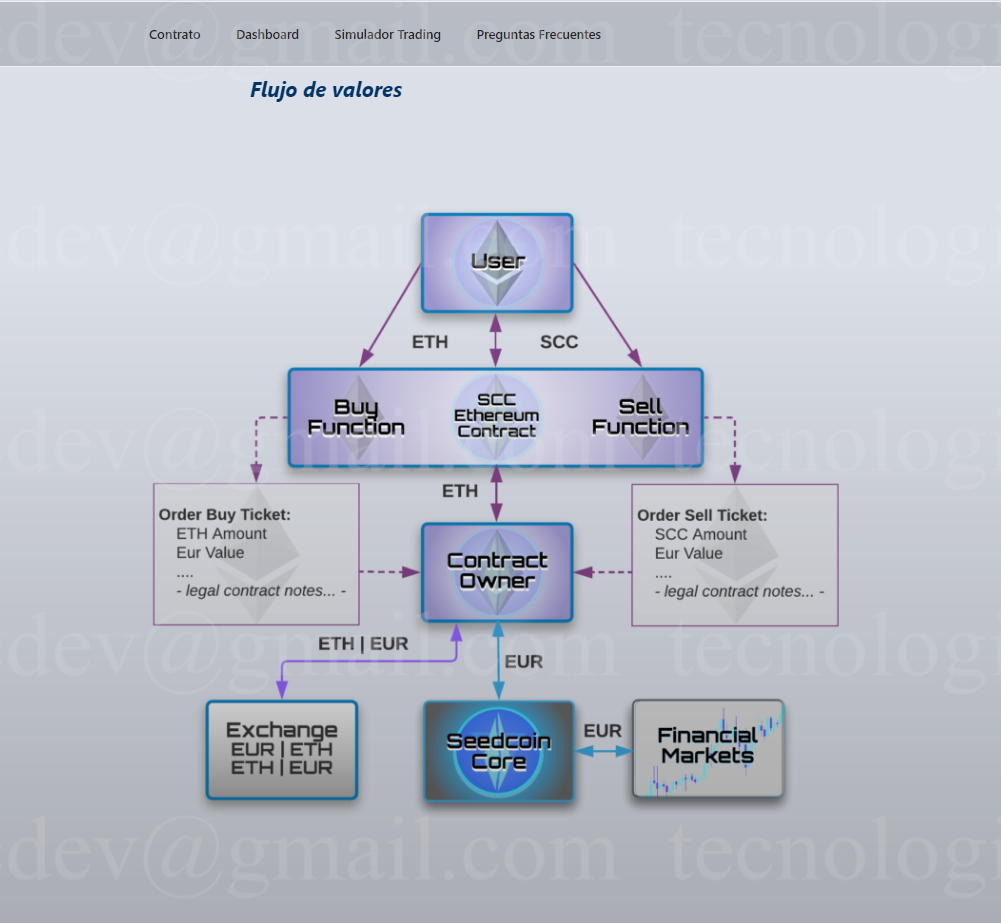 Contrato Dashboard Simulador Trading Preguntas Frecuentes
dev@gmail.com tecnologi
Flujo de valores
dev@gmail.com tecnologi
User
ETH
SCC
Buy
Function
SCC
Ethereum
Contract
Sell
Function
dev@gmail.com tecnologi
ETH
Order Buy Ticket:
ETH Amount
Eur Value
....
- legal contract notes... -
Contract
Owner
Order Sell Ticket:
SCC Amount
Eur Value
....
- legal contract notes... -
dev@gmail.com tecnologi
ETH | EUR
EUR
Exchange
EUR | ETH
ETH | EUR
Seedcoin
Core
EUR
Financial
Markets
dev@gmail.com tecnologi